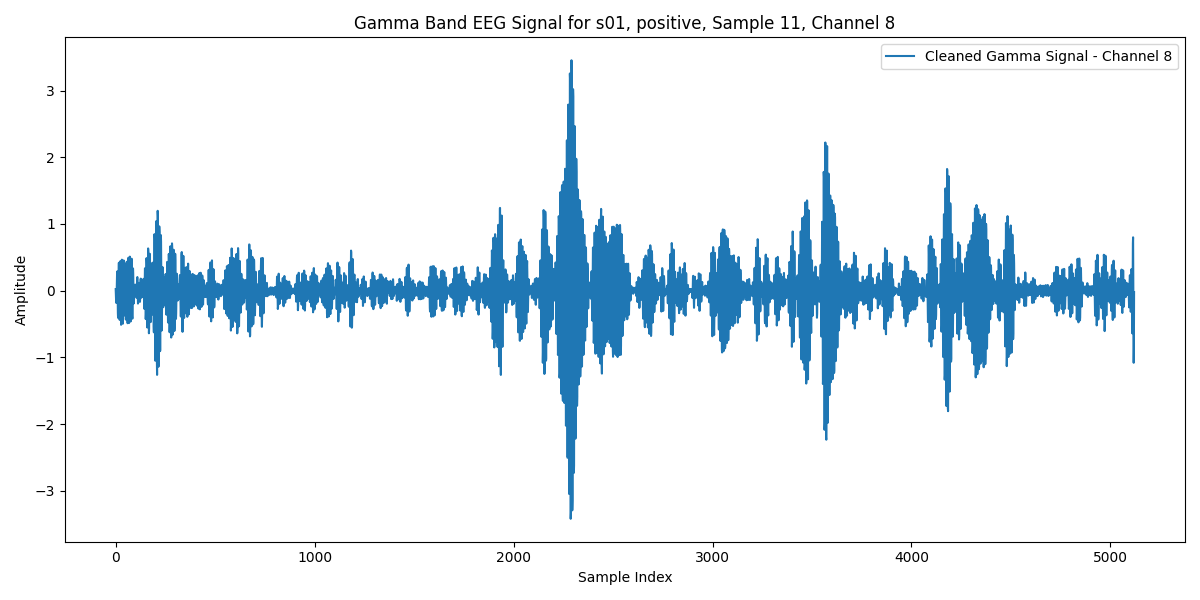 Gamma Band EEG Signal for s01, positive, Sample 11, Channel 8
Cleaned Gamma Signal - Channel 8
Amplitude
3
2
1
0
−1
−2
−3
0 1000 2000 3000 4000 5000
Sample Index